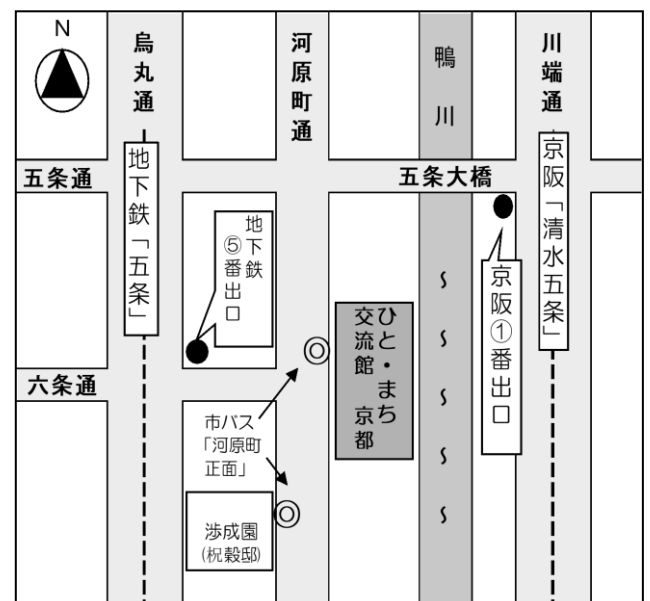 N
烏丸通
河原町通
鴨川
川端通
五条通
五条大橋
地下鉄「五条」
京阪「清水五条」
地下鉄
⑤番出口
京阪①番出口
ひと・まち
交流館 京都
六条通
市バス
「河原町
正面」
渉成園
(枳穀邸)